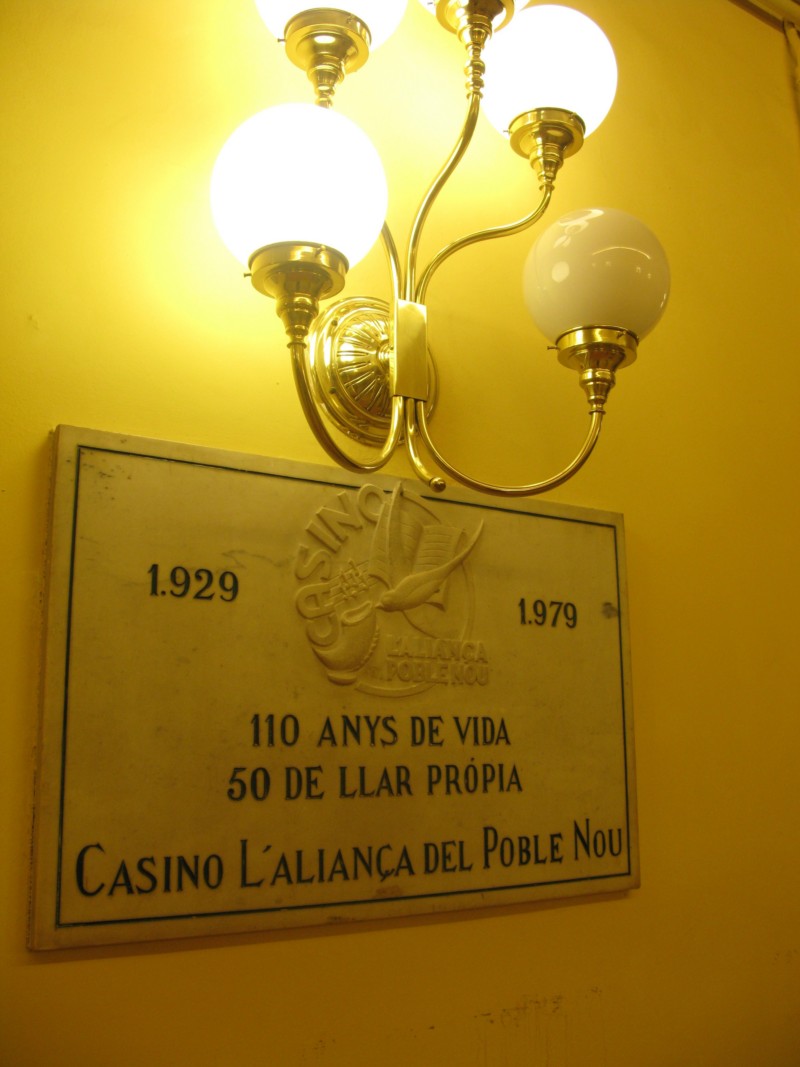 1.929
1.979
CASINO
L'ALIANÇA
POBLE NOU
110 ANYS DE VIDA
50 DE LLAR PRÓPIA
CASINO L'ALIANÇA DEL POBLE NOU